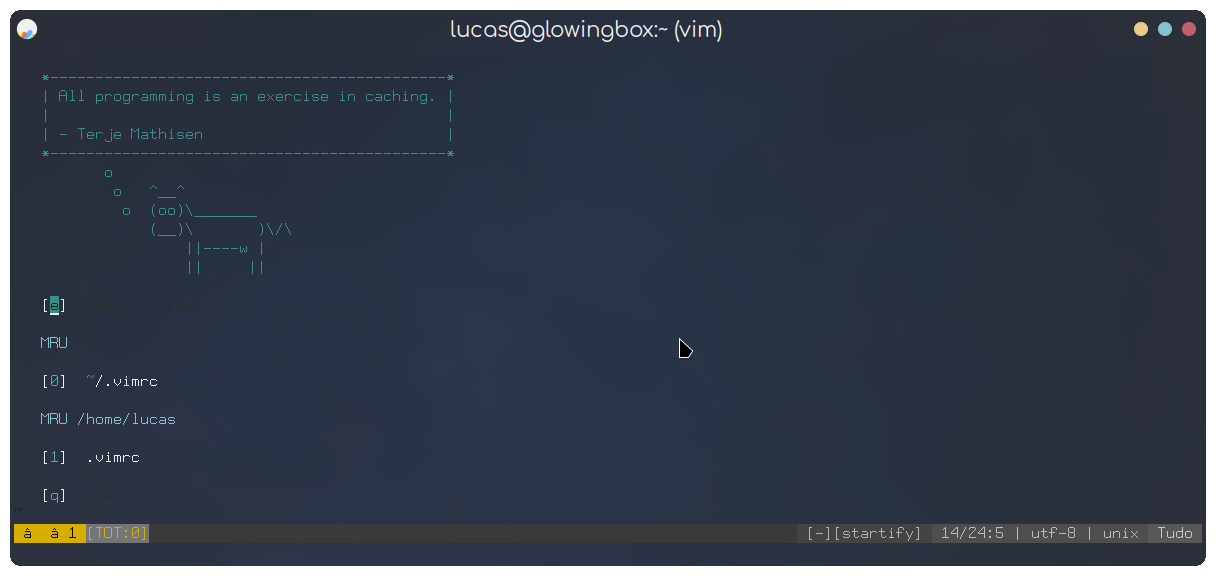 lucas@glowingbox:~ (vim)
*--------------------------------------------*
| All programming is an exercise in caching. |
|                                            |
| - Terje Mathisen                           |
*--------------------------------------------*
o
o   ^__^
o  (oo)\_______
(__)\       )\/\
||----w |
||     ||
[e]   <empty buffer>
MRU
[0]  ~/.vimrc
MRU /home/lucas
[1]  .vimrc
[q]  <quit>
~
â  â 1 [TOT:0] [-][startify] 14/24:5 | utf-8 | unix Tudo